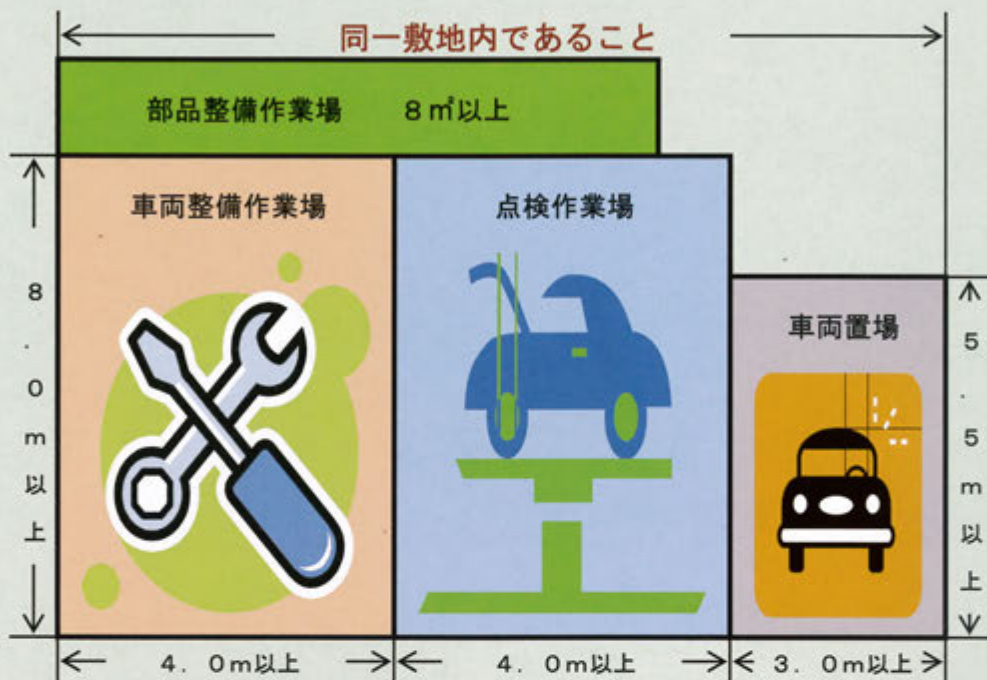 同一敷地内であること
部品整備作業場　　８㎡以上
車両整備作業場
点検作業場
車両置場
８．０ｍ以上
５．５ｍ以上
４．０ｍ以上
４．０ｍ以上
３．０ｍ以上